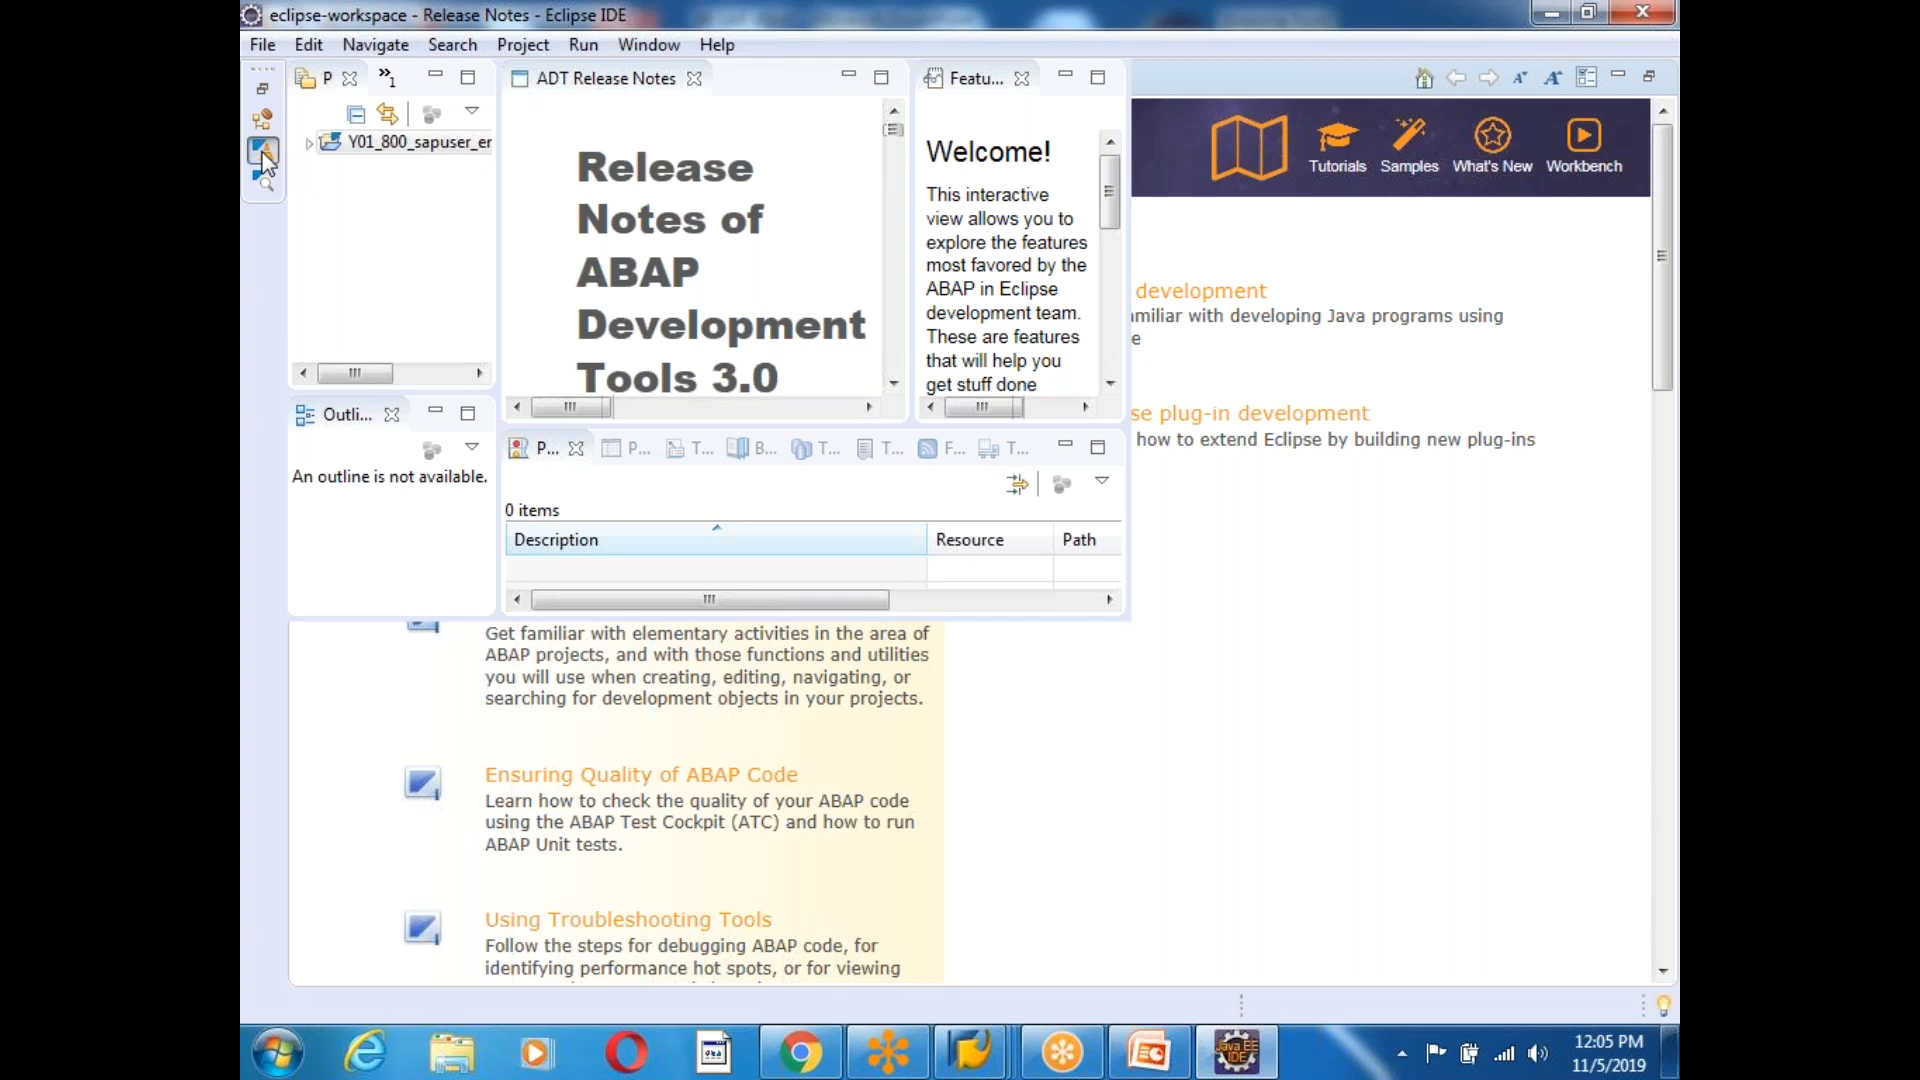 eclipse-workspace - Release Notes - Eclipse IDE
File Edit Navigate Search Project Run Window Help
P
»1
ADT Release Notes
Featu...
Y01_800_sapuser_er
Release
Notes of
ABAP
Development
Tools 3.0
Welcome!
This interactive
view allows you to
explore the features
most favored by the
ABAP in Eclipse
development team.
These are features
that will help you
get stuff done
Tutorials Samples What's New Workbench
development
miliar with developing Java programs using
e
se plug-in development
how to extend Eclipse by building new plug-ins
Outli...
An outline is not available.
P... P... T... B... T... T... F... T...
0 items
Description Resource Path
Get familiar with elementary activities in the area of
ABAP projects, and with those functions and utilities
you will use when creating, editing, navigating, or
searching for development objects in your projects.
Ensuring Quality of ABAP Code
Learn how to check the quality of your ABAP code
using the ABAP Test Cockpit (ATC) and how to run
ABAP Unit tests.
Using Troubleshooting Tools
Follow the steps for debugging ABAP code, for
identifying performance hot spots, or for viewing
Java EE
IDE
12:05 PM
11/5/2019